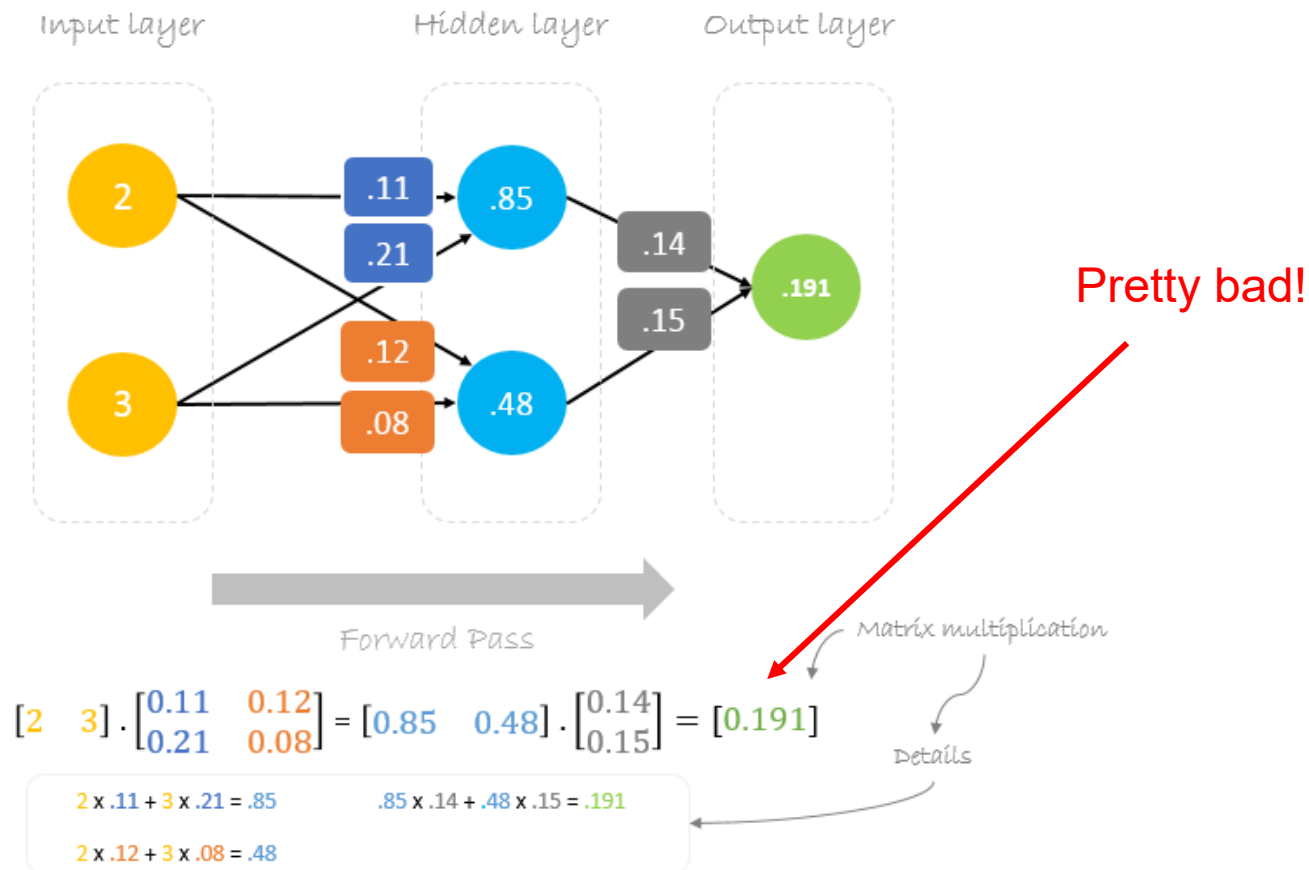 Input layer Hidden layer Output layer
2 .11 .85
.21 .14
.191
Pretty bad!
.15
.12
3 .08 .48
Forward Pass
Matrix multiplication
[2 3] . [0.11 0.12 = [0.85 0.48] . [0.14 = [0.191]
0.21 0.08] 0.15]
Details
2 x .11 + 3 x .21 = .85 .85 x .14 + .48 x .15 = .191
2 x .12 + 3 x .08 = .48